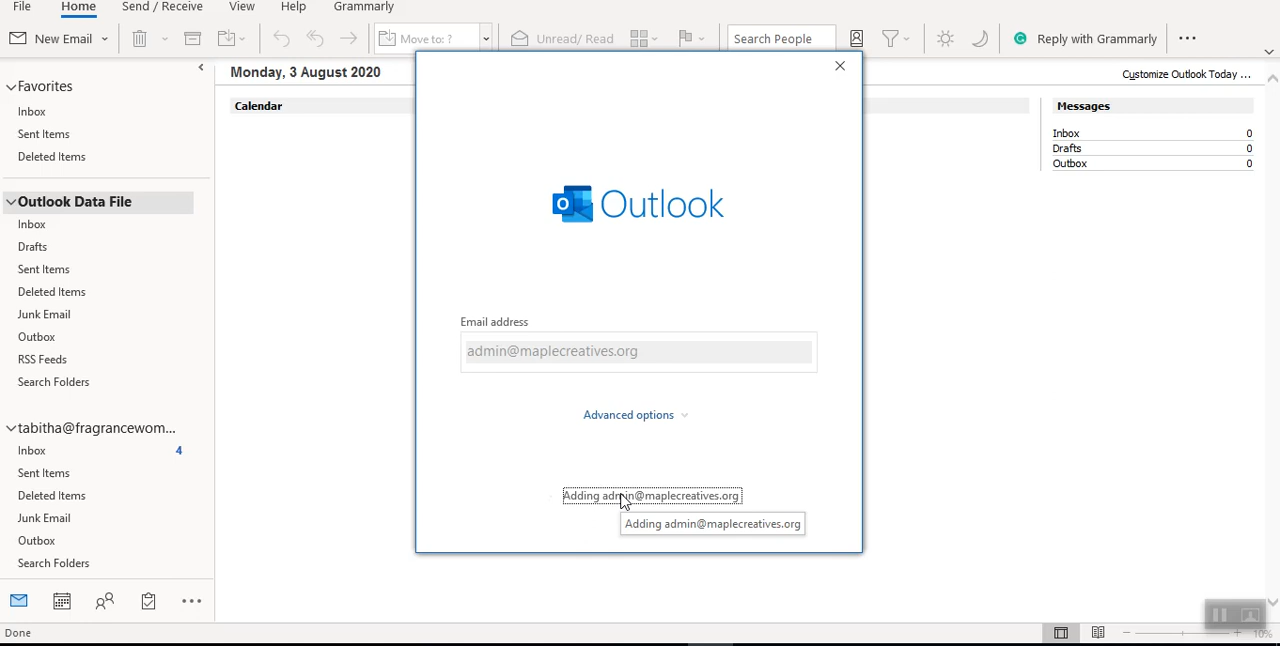 File Home Send / Receive View Help Grammarly
New Email Move to: ? Unread/ Read Search People Reply with Grammarly
Monday, 3 August 2020
Customize Outlook Today ...
Calendar
Messages
Inbox 0
Drafts 0
Outbox 0
Favorites
Inbox
Sent Items
Deleted Items
Outlook Data File
Inbox
Drafts
Sent Items
Deleted Items
Junk Email
Outbox
RSS Feeds
Search Folders
tabitha@fragrancewom...
Inbox 4
Sent Items
Deleted Items
Junk Email
Outbox
Search Folders
Outlook
Email address
admin@maplecreatives.org
Advanced options
Adding admin@maplecreatives.org
Adding admin@maplecreatives.org
Done
10%